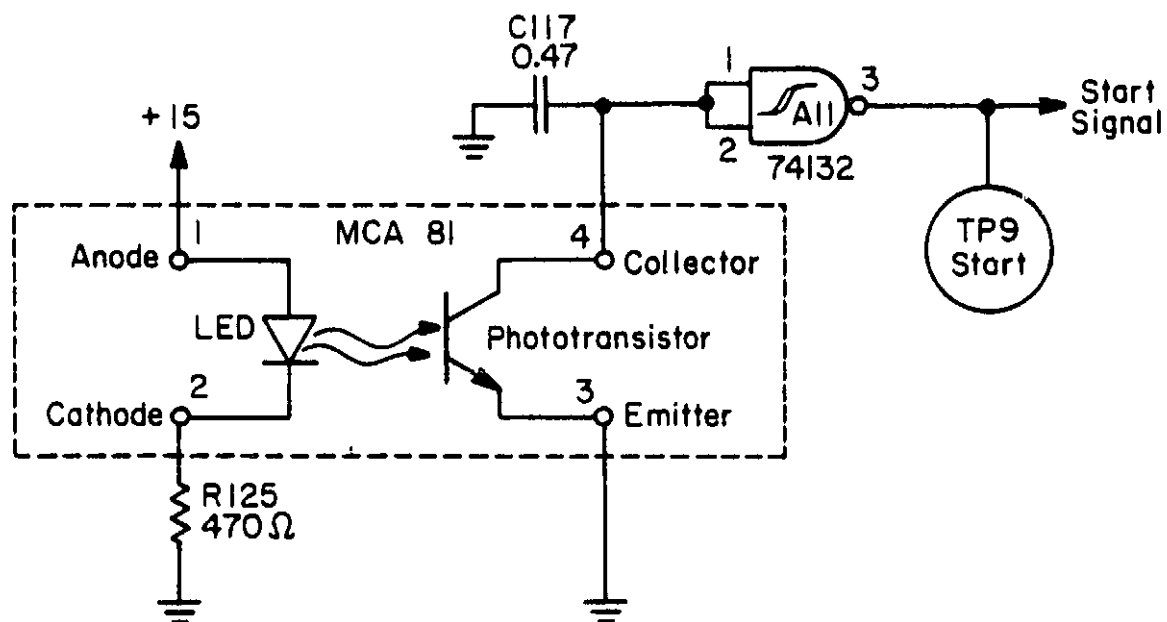 C117
0.47
1
3
A11
2
74132
Start
Signal
+15
TP9
Start
1
MCA 81
4
Anode
Collector
LED
Phototransistor
2
3
Cathode
Emitter
R125
470Ω